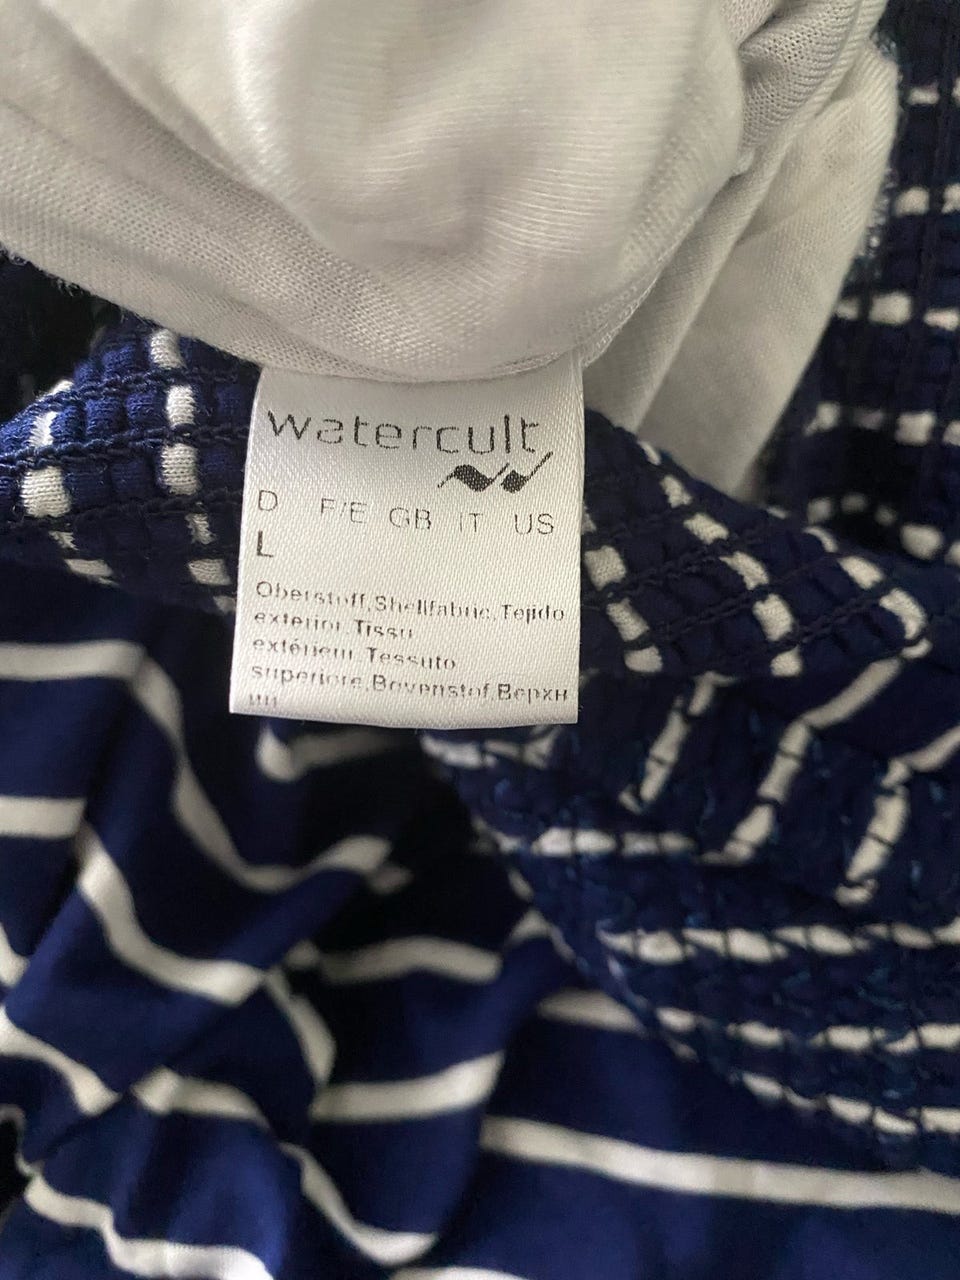 watercult
D F/E GB IT US
L
Oberstoff,Shellfabric,Tejido
exterior.Tissu
extérieur.Tessuto
superiore,Bovenstof,Верхн
ий